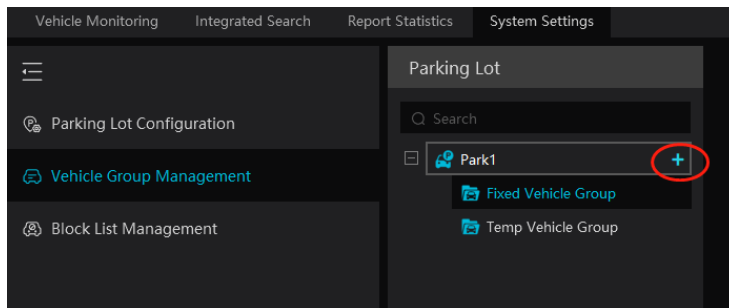 Vehicle Monitoring Integrated Search Report Statistics System Settings
Parking Lot
Search
Parking Lot Configuration
Park1
Vehicle Group Management
Fixed Vehicle Group
Block List Management
Temp Vehicle Group